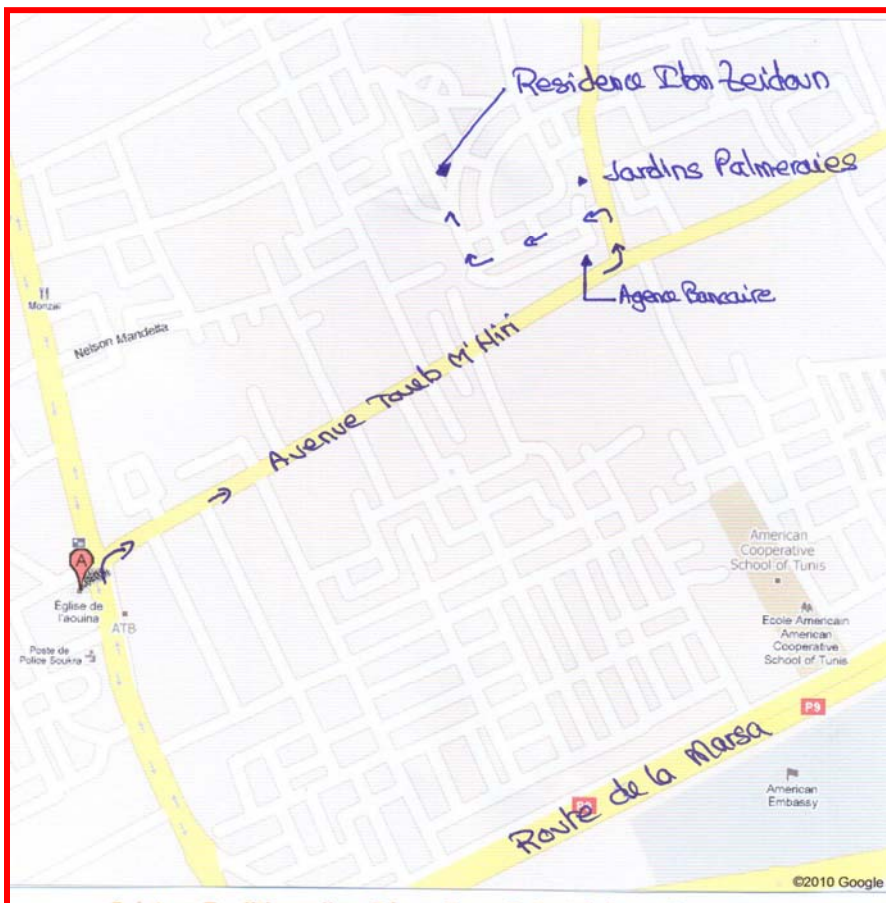 Residence Ibn Zeidoun
Jardins Palmeraies
Agence Bancaire
Monzai
Nelson Mandella
Avenue Taieb M'Hiri
A
Église de
l'aouina
ATB
Poste de
Police Soukra
American
Cooperative
School of Tunis
Ecole Americain
American
Cooperative
School of Tunis
P9
Route de la Marsa
American
Embassy
©2010 Google